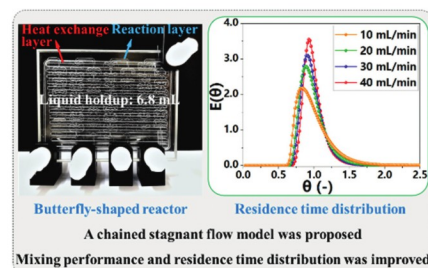 Heat exchange
layer
Reaction layer
Liquid holdup: 6.8 mL
E(θ)
4.0
3.0
2.0
1.0
0.0
10 mL/min
20 mL/min
30 mL/min
40 mL/min
0.0 0.5 1.0 1.5 2.0 2.5
θ (-)
Butterfly-shaped reactor
Residence time distribution
A chained stagnant flow model was proposed
Mixing performance and residence time distribution was improved